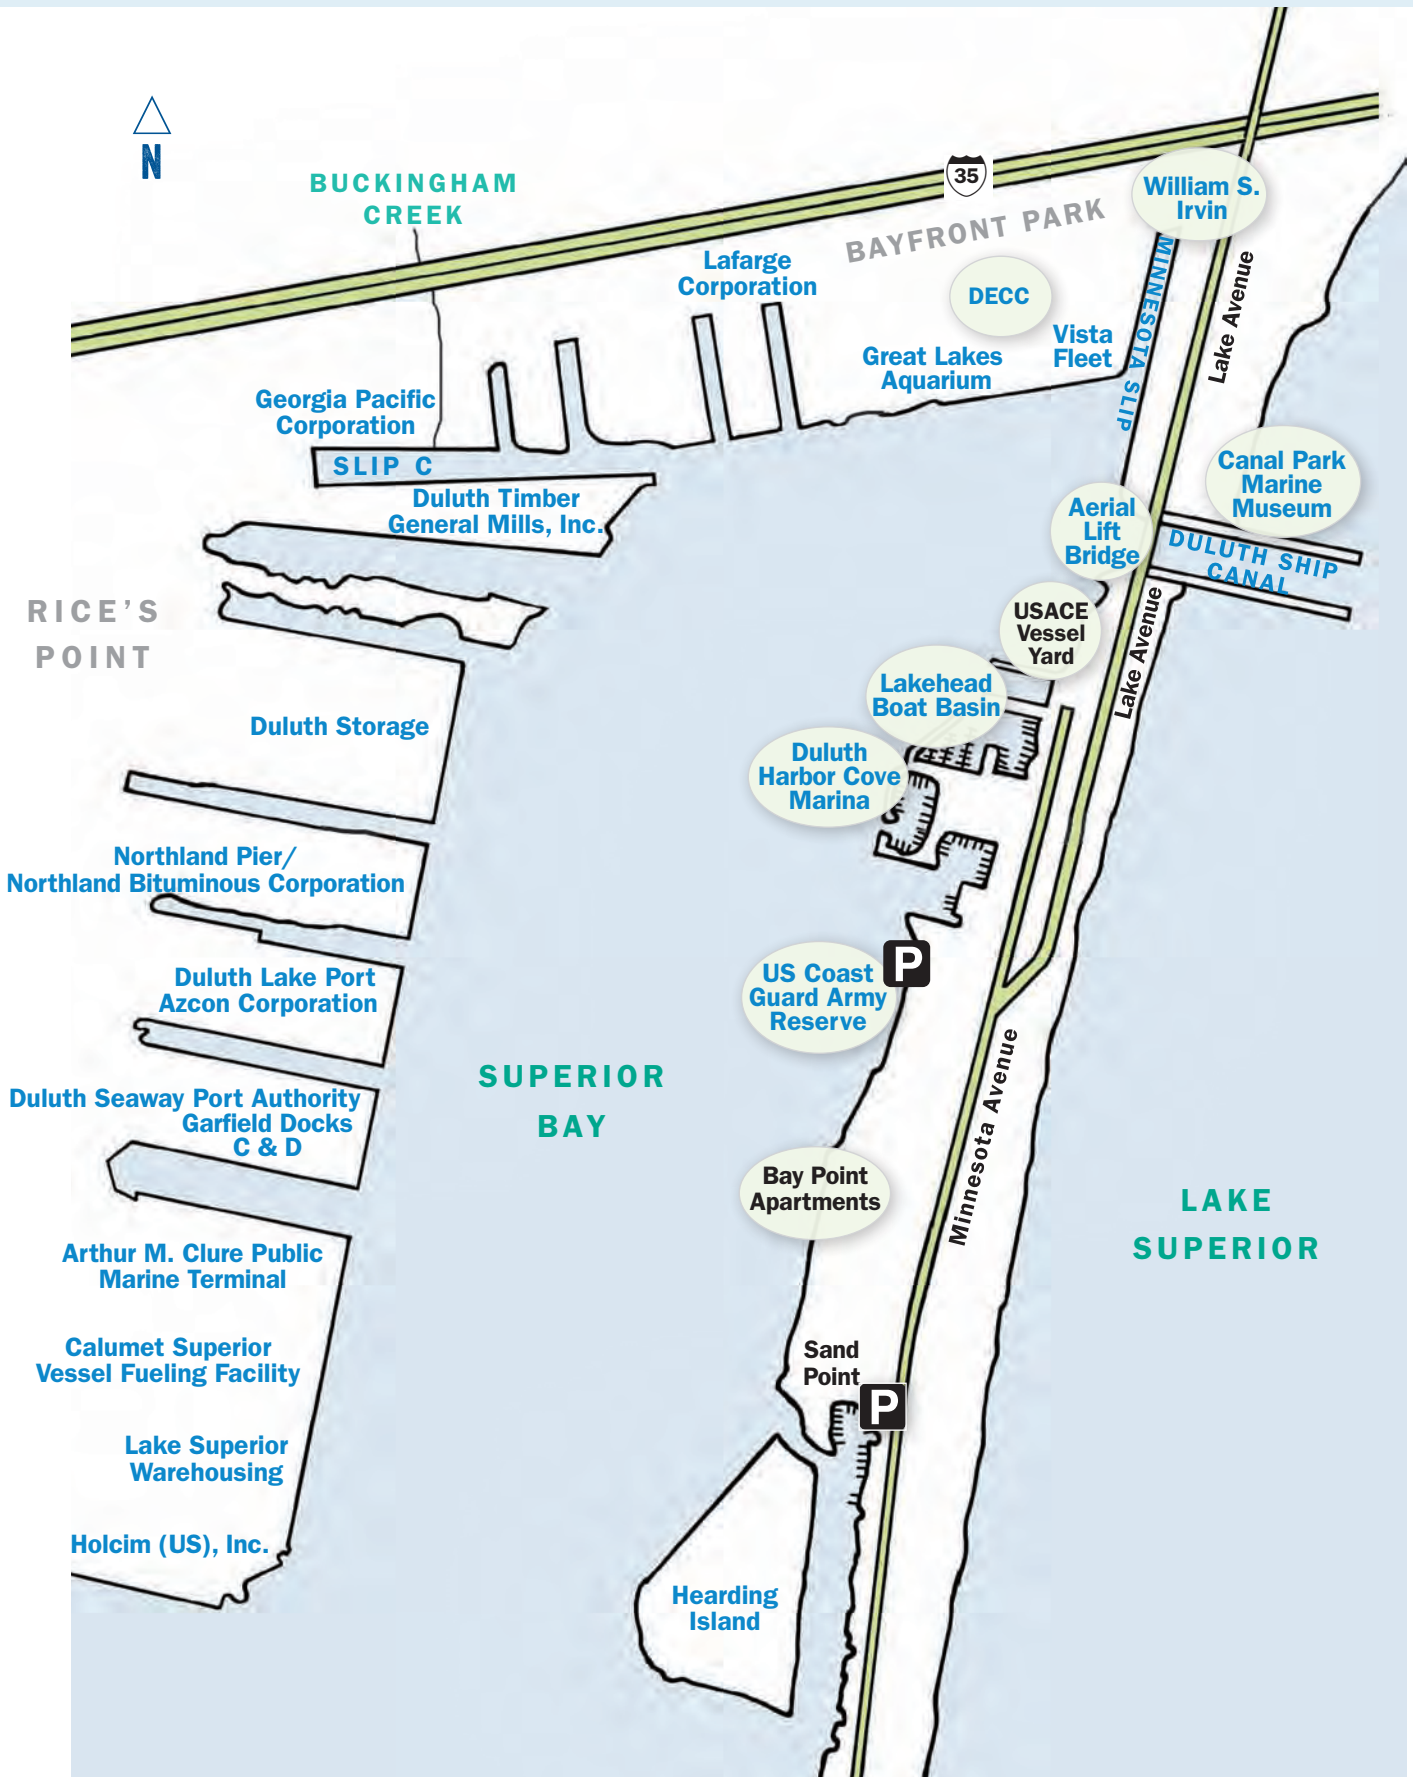 N
BUCKINGHAM
CREEK
35
BAYFRONT PARK
William S.
Irvin
MINNESOTA SLIP
Lake Avenue
Lafarge
Corporation
DECC
Vista
Fleet
Great Lakes
Aquarium
Georgia Pacific
Corporation
SLIP C
Duluth Timber
General Mills, Inc.
Canal Park
Marine
Museum
Aerial
Lift
Bridge
DULUTH SHIP
CANAL
RICE'S
POINT
USACE
Vessel
Yard
Lake Avenue
Lakehead
Boat Basin
Duluth Storage
Duluth
Harbor Cove
Marina
Northland Pier/
Northland Bituminous Corporation
P
US Coast
Guard Army
Reserve
Duluth Lake Port
Azcon Corporation
SUPERIOR
BAY
Minnesota Avenue
Duluth Seaway Port Authority
Garfield Docks
C & D
Bay Point
Apartments
LAKE
SUPERIOR
Arthur M. Clure Public
Marine Terminal
Calumet Superior
Vessel Fueling Facility
Sand
Point
P
Lake Superior
Warehousing
Holcim (US), Inc.
Hearding
Island